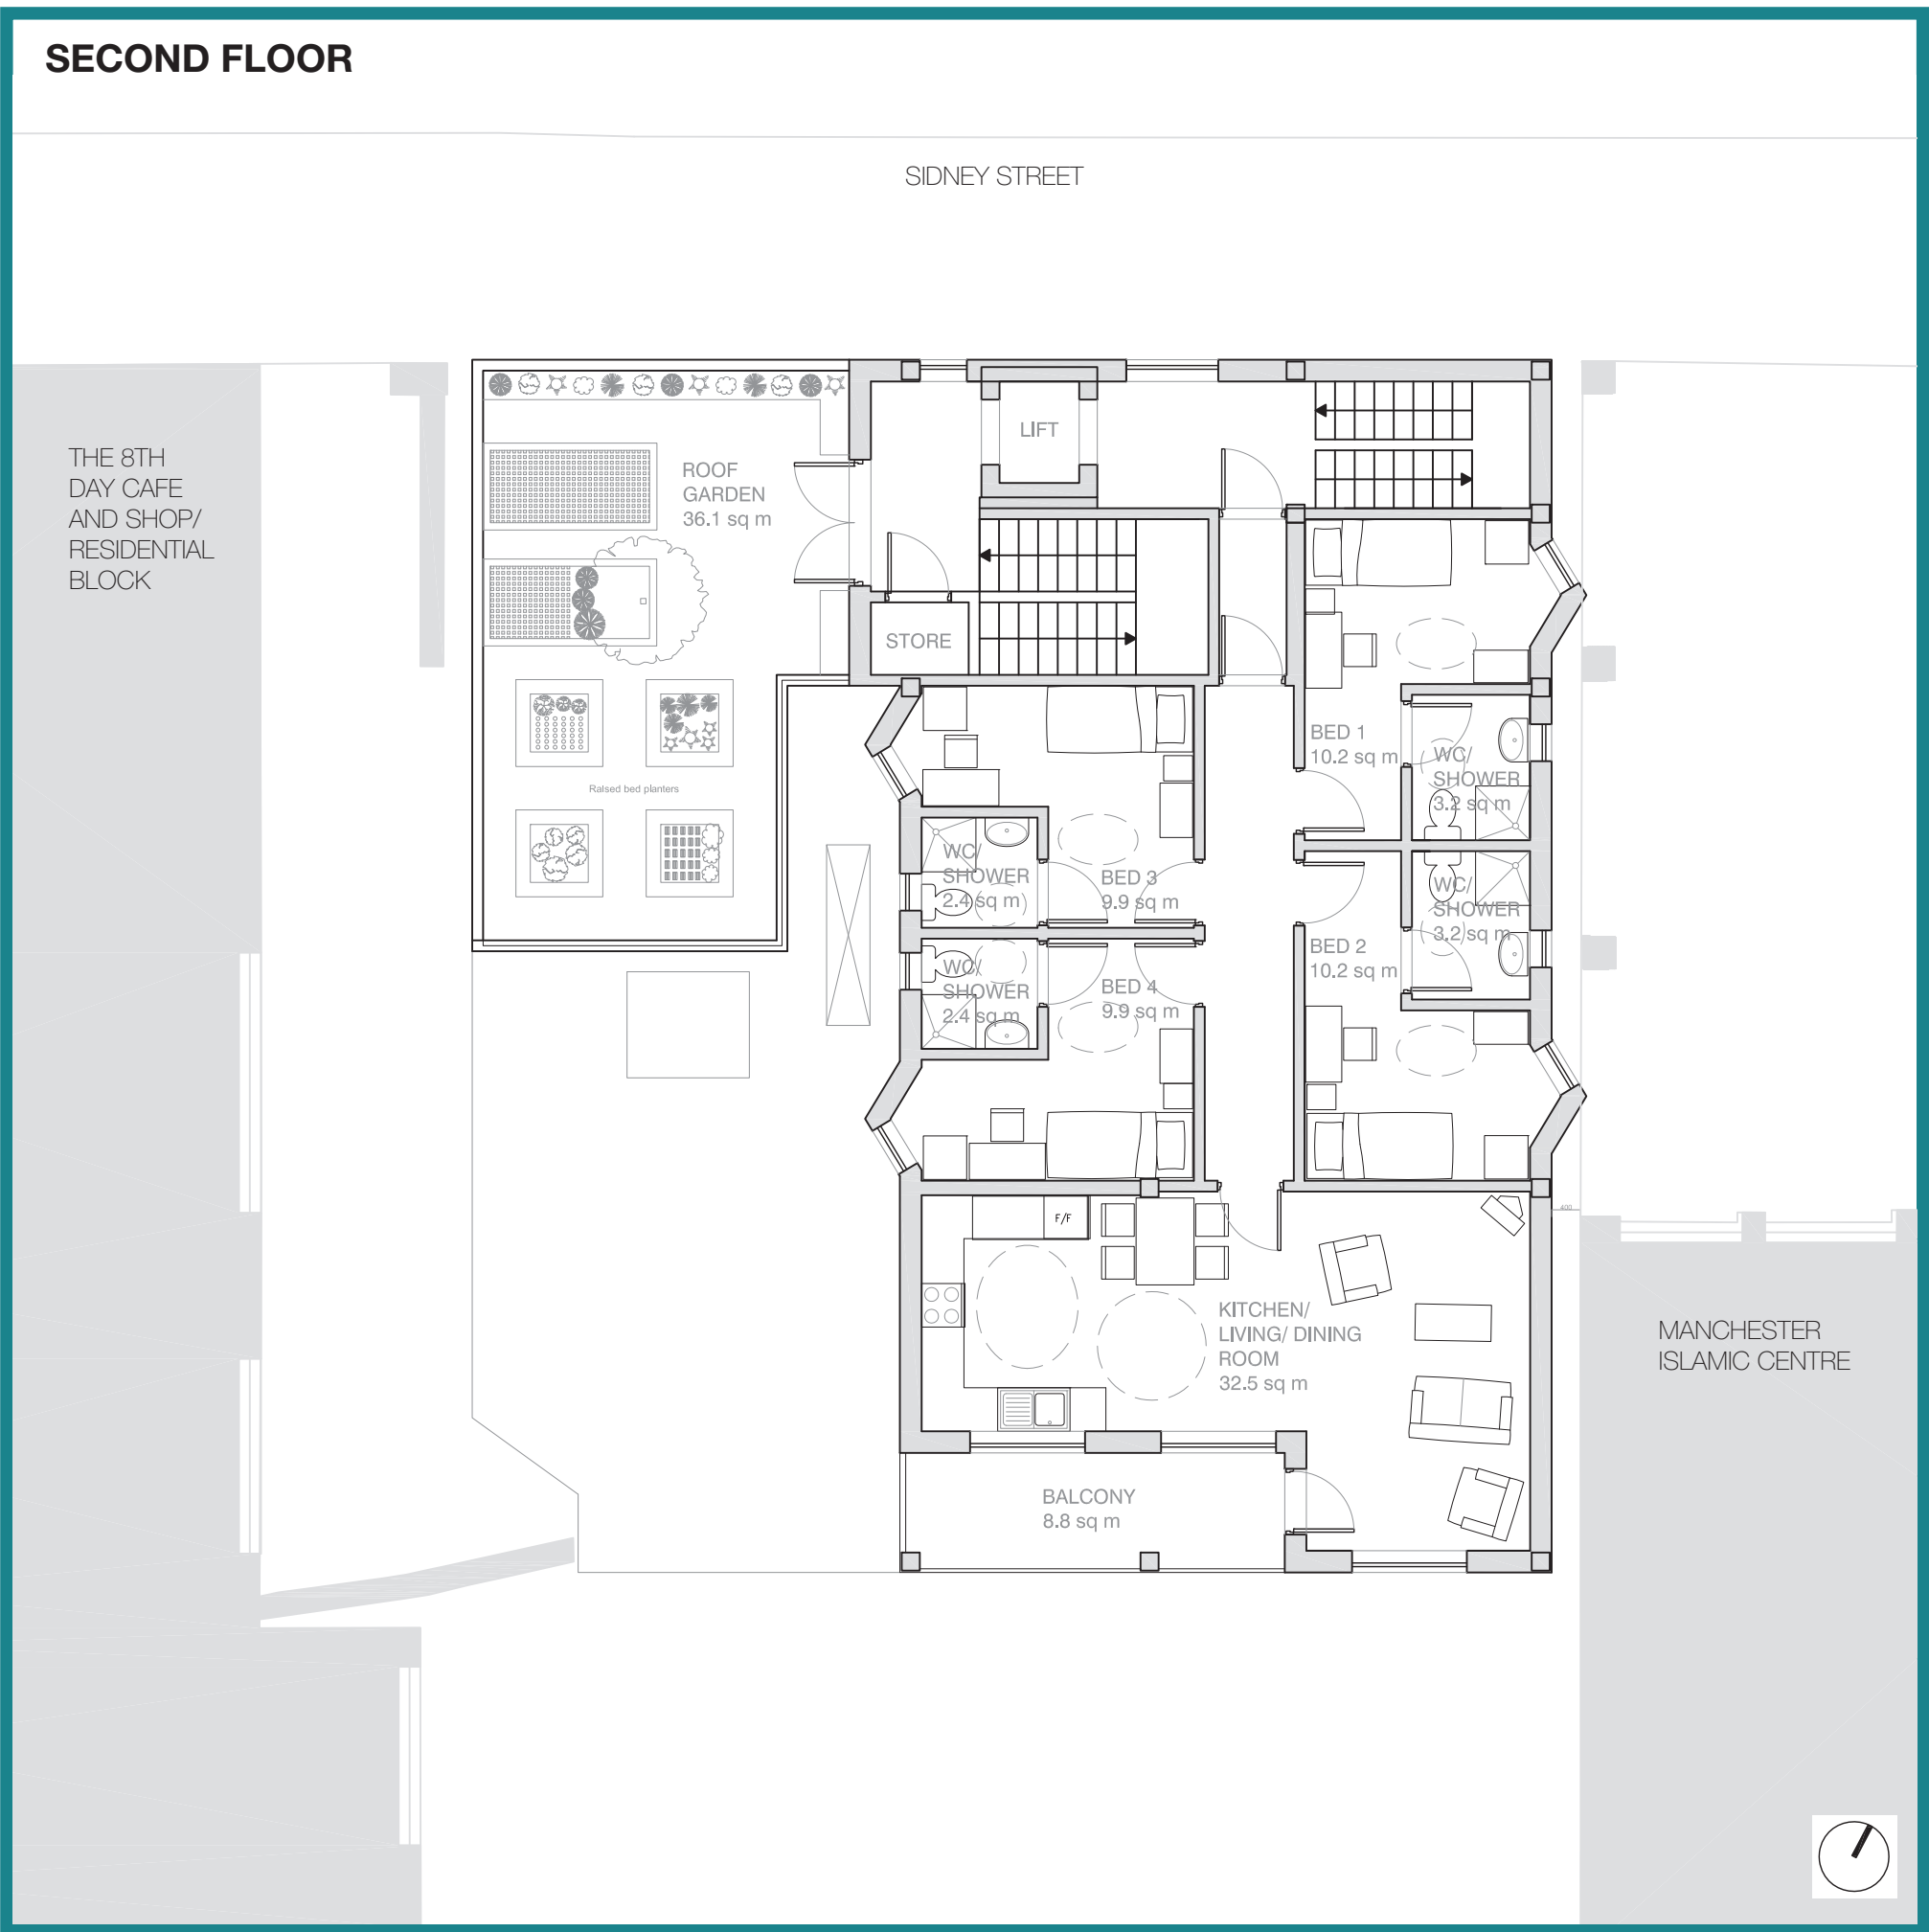 SECOND FLOOR
SIDNEY STREET
THE 8TH
DAY CAFE
AND SHOP/
RESIDENTIAL
BLOCK
ROOF
GARDEN
36.1 sq m
LIFT
STORE
Raised bed planters
BED 1
10.2 sq m
WC/
SHOWER
3.2 sq m
WC/
SHOWER
2.4 sq m
BED 3
9.9 sq m
WC/
SHOWER
3.2 sq m
BED 2
10.2 sq m
WC/
SHOWER
2.4 sq m
BED 4
9.9 sq m
F/F
400
KITCHEN/
LIVING/ DINING
ROOM
32.5 sq m
MANCHESTER
ISLAMIC CENTRE
BALCONY
8.8 sq m